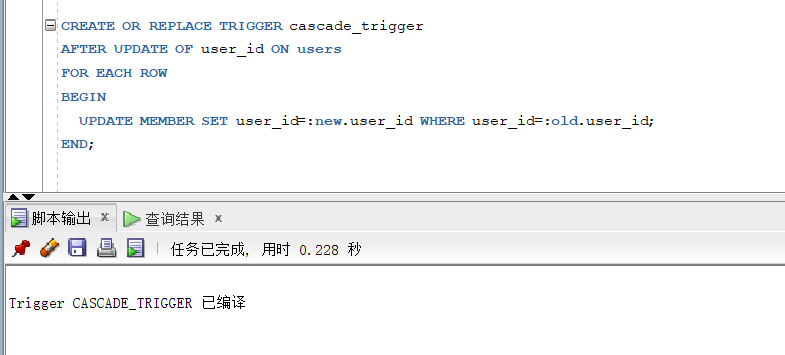 CREATE OR REPLACE TRIGGER cascade_trigger
AFTER UPDATE OF user_id ON users
FOR EACH ROW
BEGIN
UPDATE MEMBER SET user_id=:new.user_id WHERE user_id=:old.user_id;
END;
脚本输出 x 查询结果 x
任务已完成, 用时 0.228 秒
Trigger CASCADE_TRIGGER 已编译